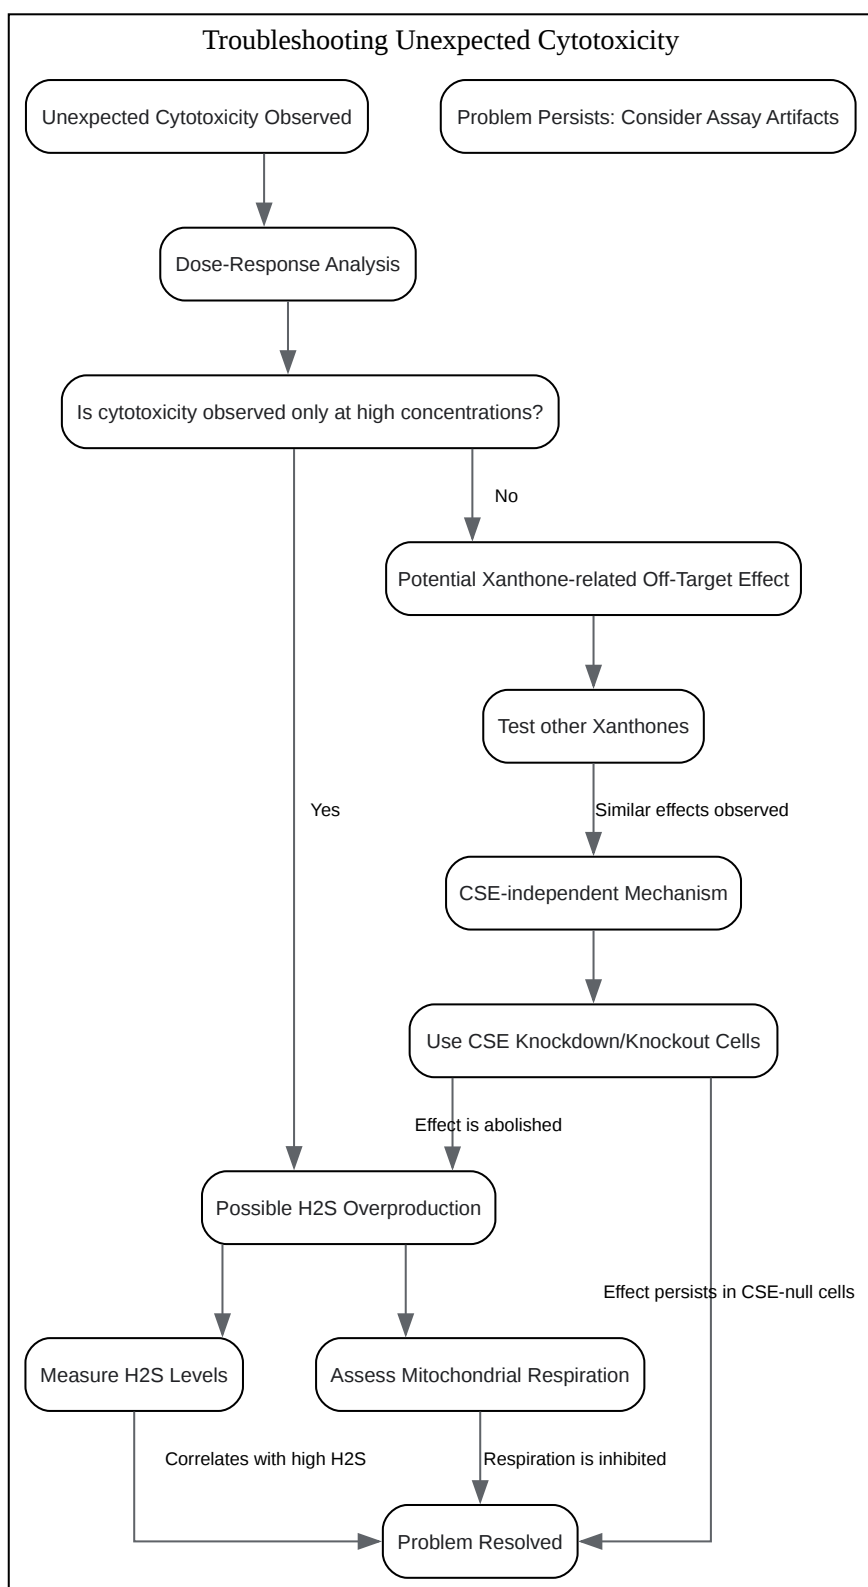 Troubleshooting Unexpected Cytotoxicity
Unexpected Cytotoxicity Observed
Problem Persists: Consider Assay Artifacts
Dose-Response Analysis
Is cytotoxicity observed only at high concentrations?
No
Potential Xanthone-related Off-Target Effect
Test other Xanthones
Yes
Similar effects observed
CSE-independent Mechanism
Use CSE Knockdown/Knockout Cells
Effect is abolished
Possible H2S Overproduction
Effect persists in CSE-null cells
Measure H2S Levels
Assess Mitochondrial Respiration
Correlates with high H2S
Respiration is inhibited
Problem Resolved